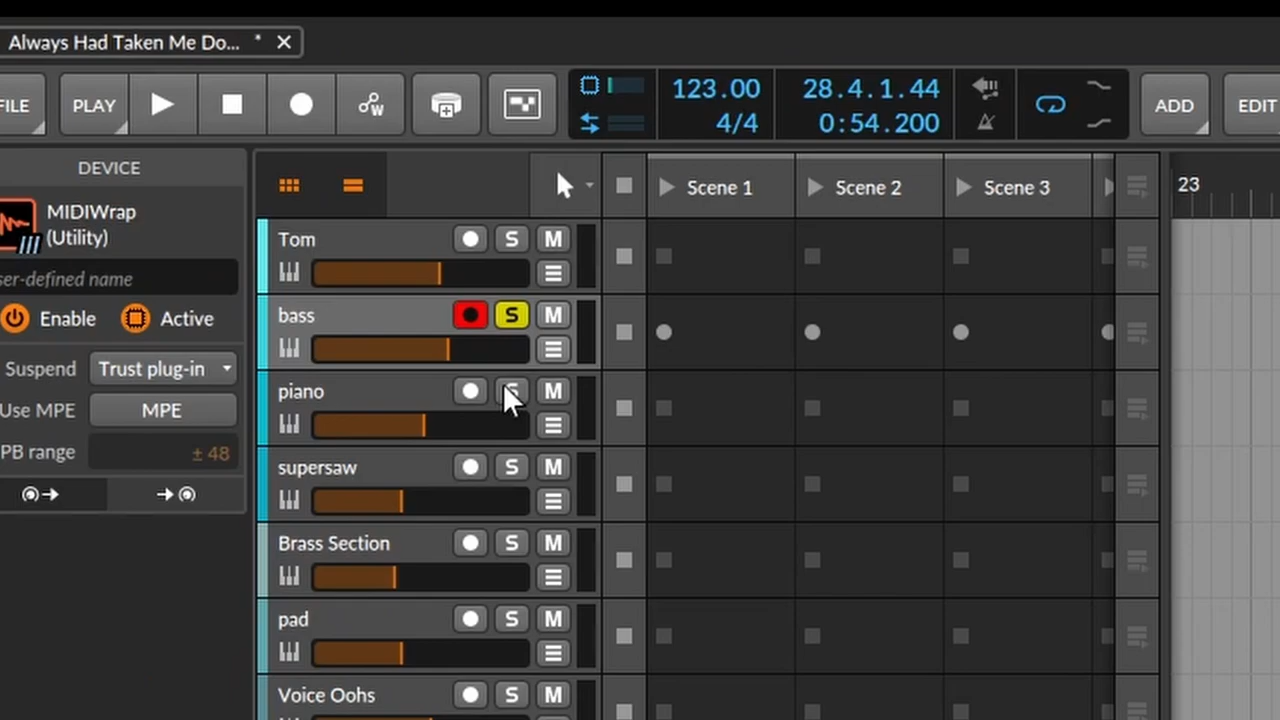 Always Had Taken Me Do... *
FILE
PLAY
W
123.00
4/4
28.4.1.44
0:54.200
ADD
EDIT
DEVICE
MIDIWrap
(Utility)
ser-defined name
Enable
Active
Suspend
Trust plug-in
Use MPE
MPE
PB range
± 48
Scene 1
Scene 2
Scene 3
23
Tom
S
M
bass
S
M
piano
S
M
supersaw
S
M
Brass Section
S
M
pad
S
M
Voice Oohs
S
M